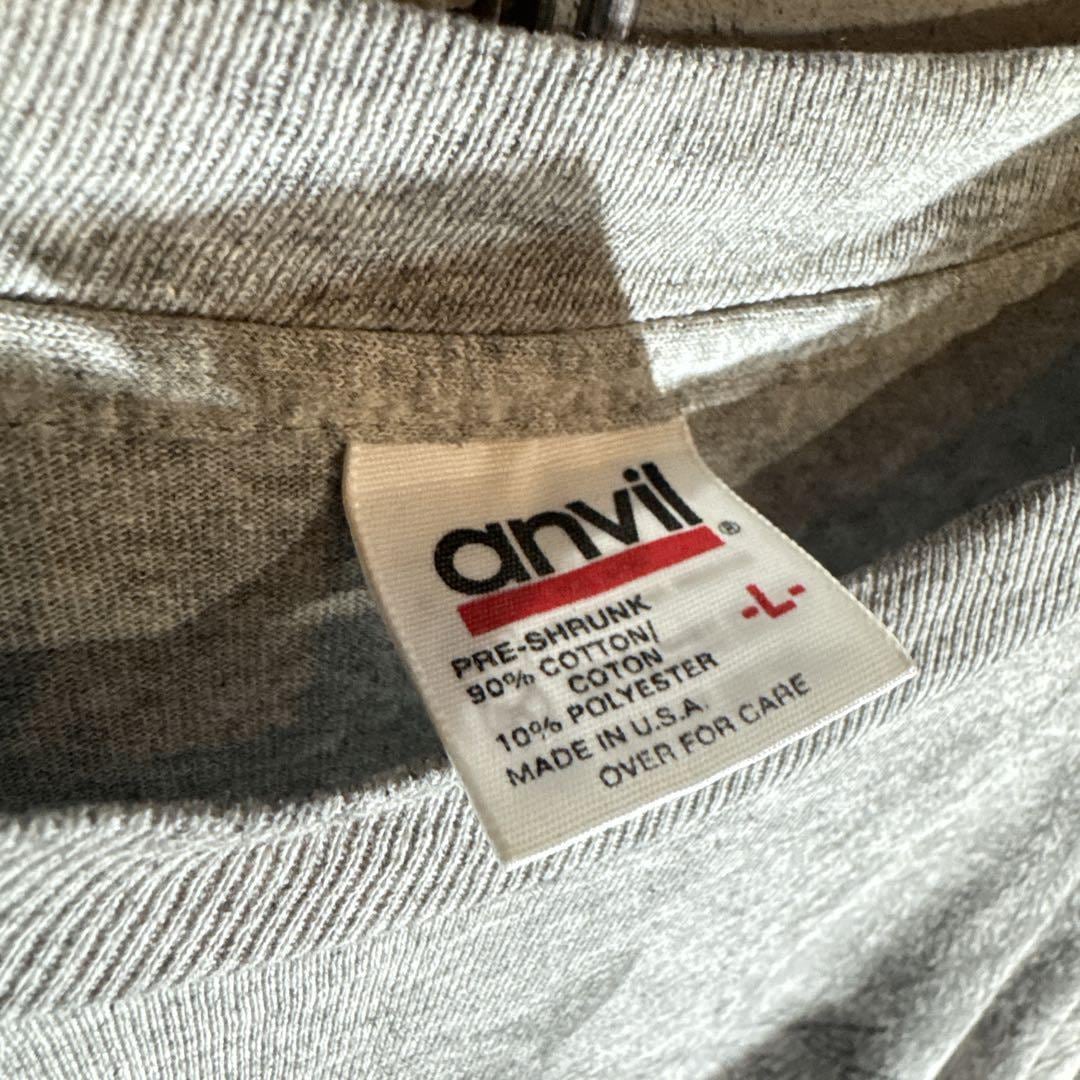 anvil®
-L-
PRE-SHRUNK
90% COTTON/
COTON
10% POLYESTER
MADE IN U.S.A.
OVER FOR CARE